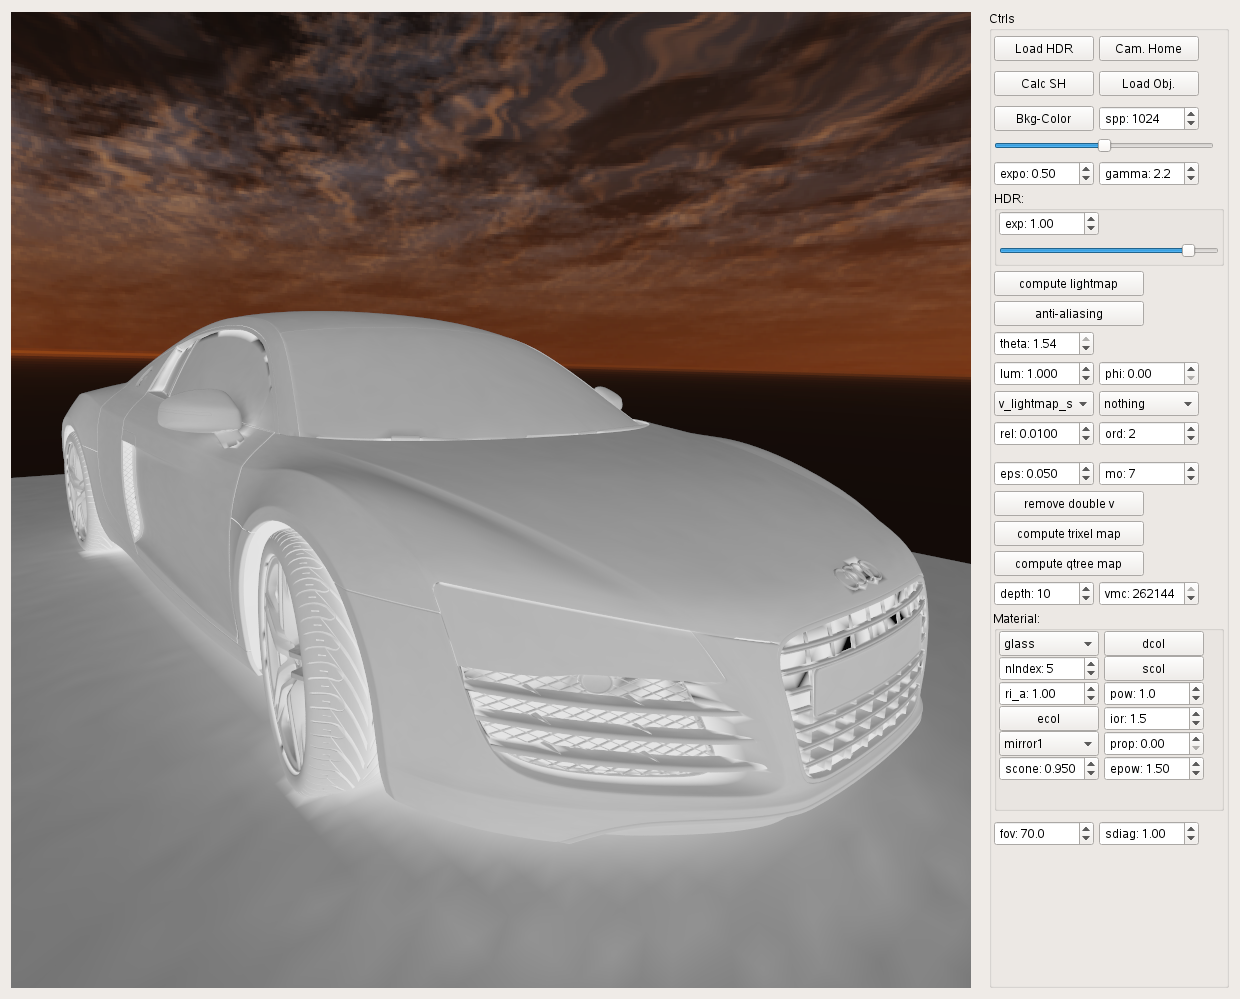 Ctrls
Load HDR Cam. Home
Calc SH Load Obj.
Bkg-Color spp: 1024
expo: 0.50 gamma: 2.2
HDR:
exp: 1.00
compute lightmap
anti-aliasing
theta: 1.54
lum: 1.000 phi: 0.00
v_lightmap_s nothing
rel: 0.0100 ord: 2
eps: 0.050 mo: 7
remove double v
compute trixel map
compute qtree map
depth: 10 vmc: 262144
Material:
glass dcol
nIndex: 5 scol
ri_a: 1.00 pow: 1.0
ecol ior: 1.5
mirror1 prop: 0.00
scone: 0.950 epow: 1.50
fov: 70.0 sdiag: 1.00